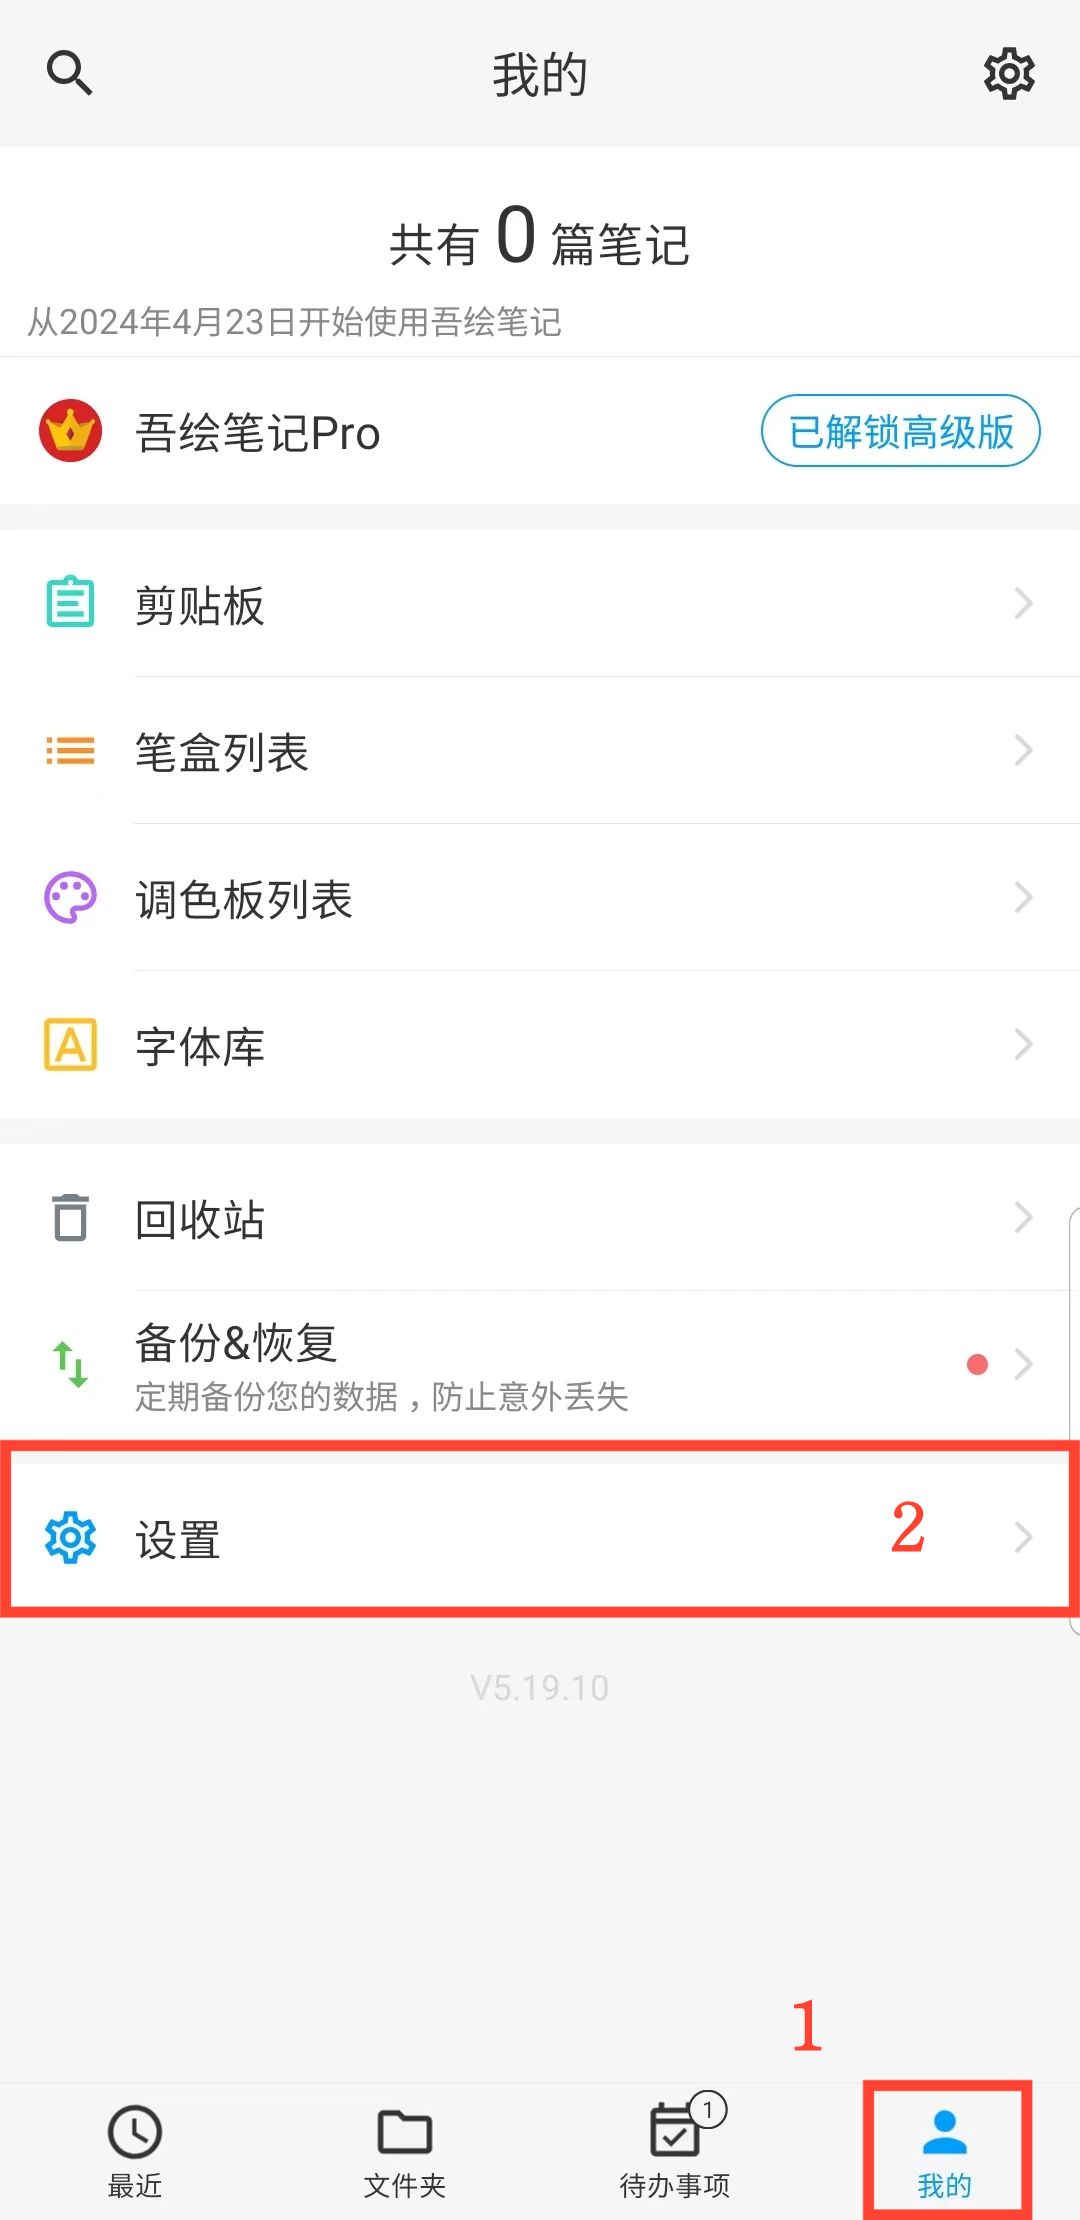 我的
共有 0 篇笔记
从2024年4月23日开始使用吾绘笔记
吾绘笔记Pro
已解锁高级版
剪贴板
笔盒列表
调色板列表
A
字体库
回收站
备份&恢复
定期备份您的数据，防止意外丢失
设置
2
V5.19.10
1
1
最近
文件夹
待办事项
我的